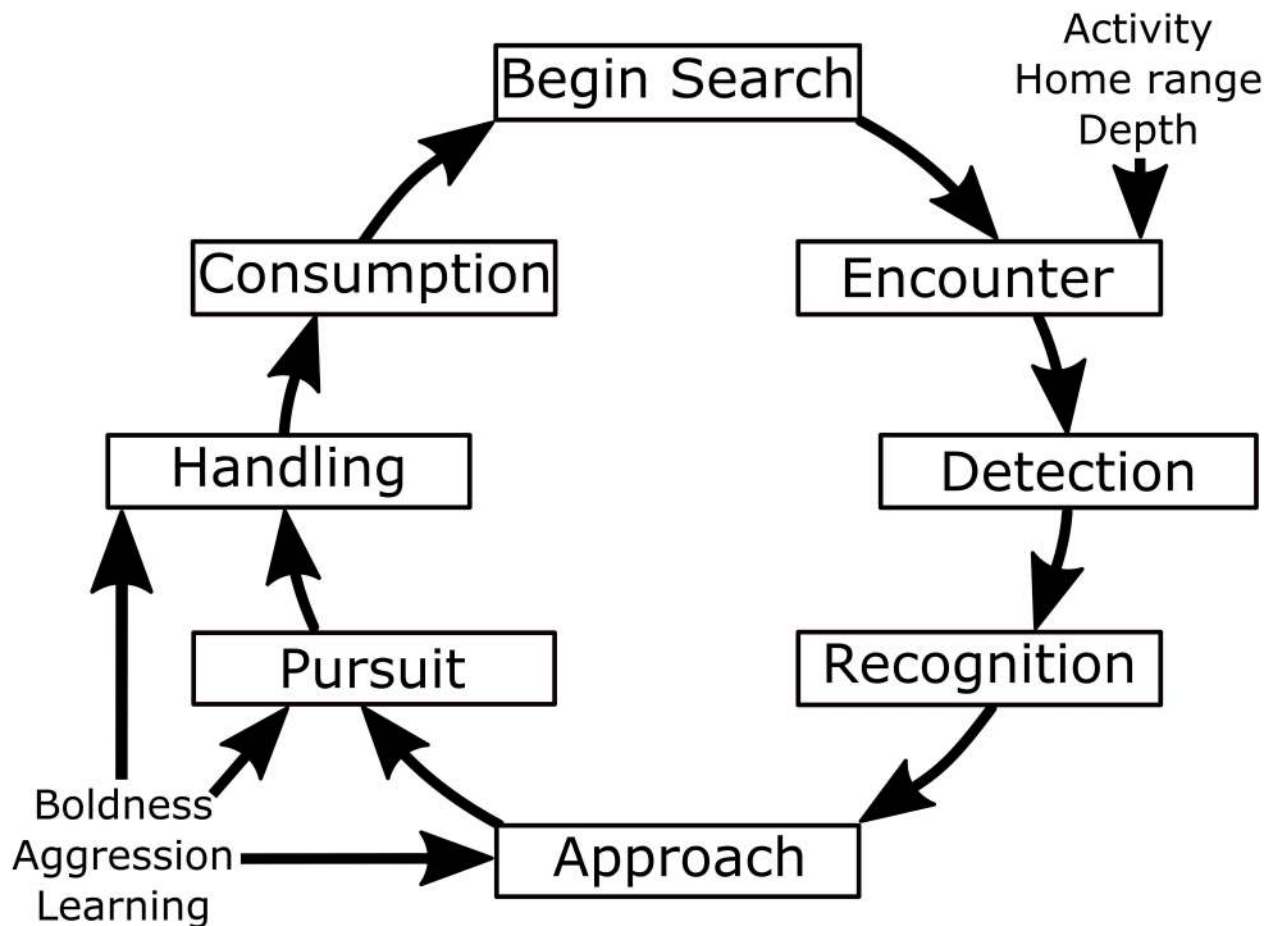 Begin Search
Activity
Home range
Depth
Encounter
Detection
Recognition
Approach
Pursuit
Handling
Consumption
Boldness
Aggression
Learning